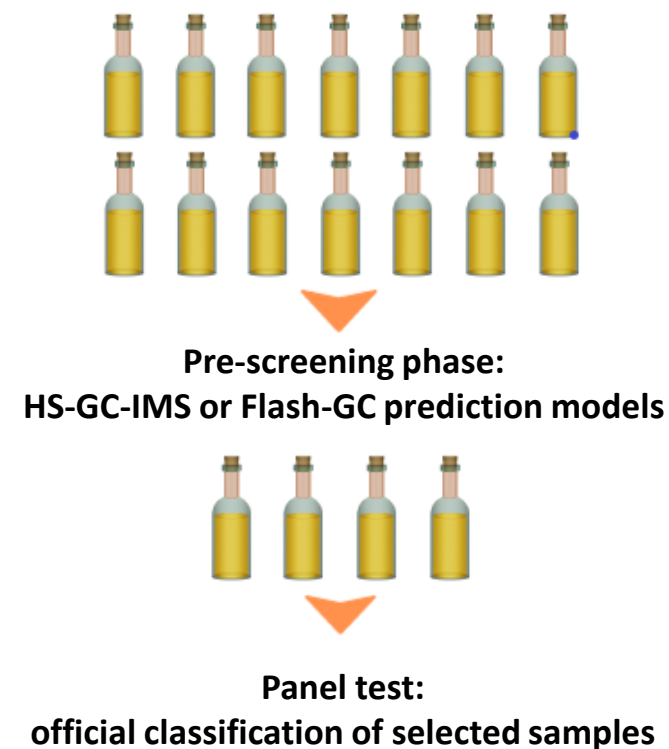 Pre-screening phase:
HS-GC-IMS or Flash-GC prediction models
Panel test:
official classification of selected samples